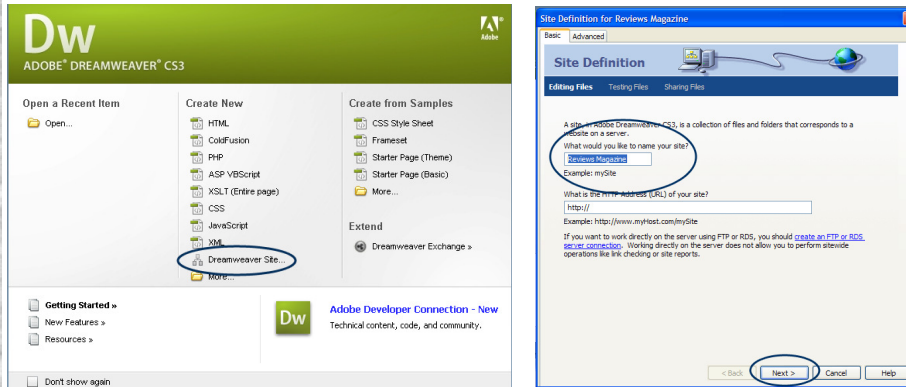 Dw
Adobe
ADOBE® DREAMWEAVER® CS3
Open a Recent Item
Open...
Create New
HTML
ColdFusion
PHP
ASP VBScript
XSLT (Entire page)
CSS
JavaScript
XML
Dreamweaver Site...
More...
Create from Samples
CSS Style Sheet
Frameset
Starter Page (Theme)
Starter Page (Basic)
More...
Extend
Dreamweaver Exchange »
Getting Started »
New Features »
Resources »
Dw
Adobe Developer Connection - New
Technical content, code, and community.
Don't show again
Site Definition for Reviews Magazine
Basic Advanced
Site Definition
Editing Files Testing Files Sharing Files
A site, in Adobe Dreamweaver CS3, is a collection of files and folders that corresponds to a
website on a server.
What would you like to name your site?
Reviews Magazine
Example: mySite
What is the HTTP Address (URL) of your site?
http://
Example: http://www.myHost.com/mySite
If you want to work directly on the server using FTP or RDS, you should create an FTP or RDS
server connection. Working directly on the server does not allow you to perform sitewide
operations like link checking or site reports.
< Back Next > Cancel Help